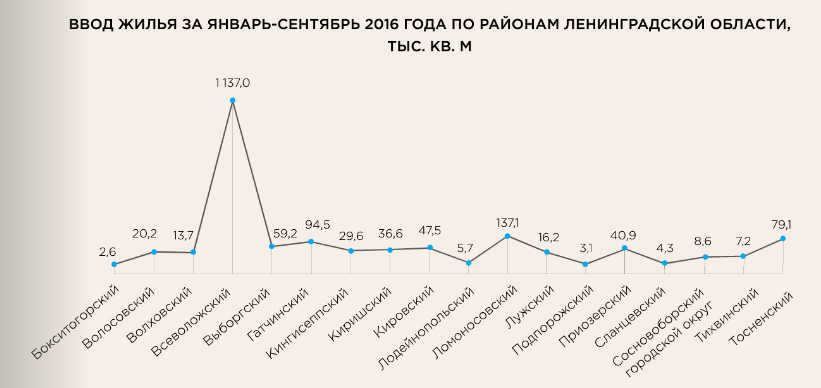 ВВОД ЖИЛЬЯ ЗА ЯНВАРЬ-СЕНТЯБРЬ 2016 ГОДА ПО РАЙОНАМ ЛЕНИНГРАДСКОЙ ОБЛАСТИ,
ТЫС. КВ. М
2,6
20,2
13,7
1 137,0
59,2
94,5
29,6
36,6
47,5
5,7
137,1
16,2
3,1
40,9
4,3
8,6
7,2
79,1
Бокситогорский
Волосовский
Волховский
Всеволожский
Выборгский
Гатчинский
Кингисеппский
Киришский
Кировский
Лодейнопольский
Ломоносовский
Лужский
Подпорожский
Приозерский
Сланцевский
Сосновоборский
городской округ
Тихвинский
Тосненский